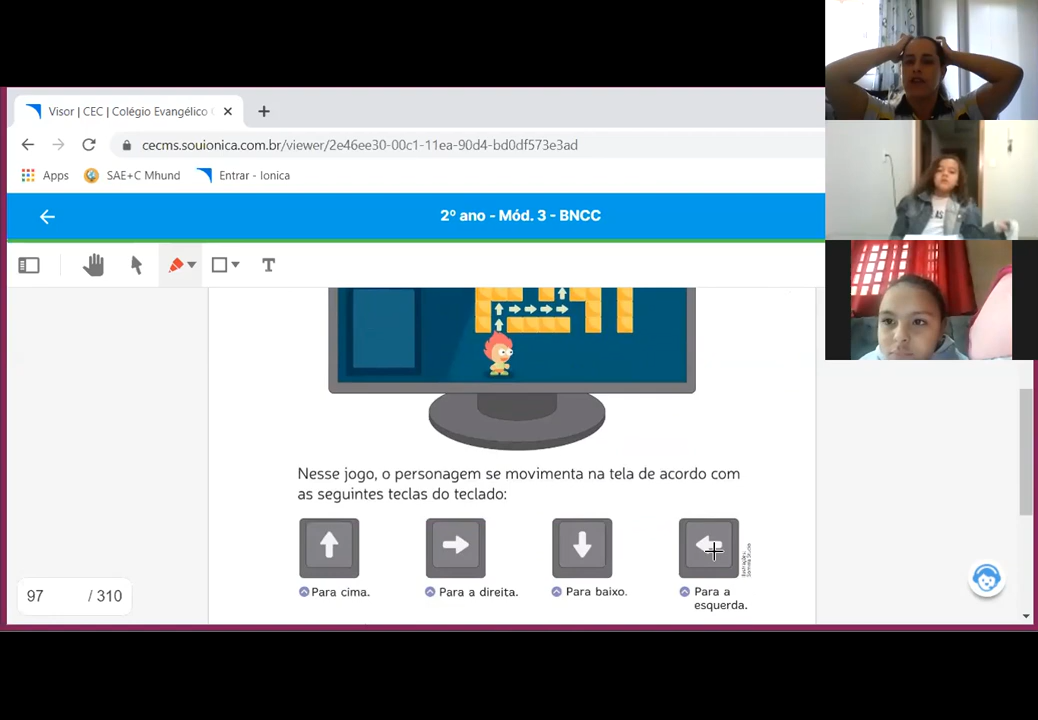 Visor | CEC | Colégio Evangélico
cecms.souionica.com.br/viewer/2e46ee30-00c1-11ea-90d4-bd0df573e3ad
Apps SAE+C Mhund Entrar - Ionica
2º ano - Mód. 3 - BNCC
T
Nesse jogo, o personagem se movimenta na tela de acordo com
as seguintes teclas do teclado:
Para cima. Para a direita. Para baixo. Para a
esquerda.
97 / 310